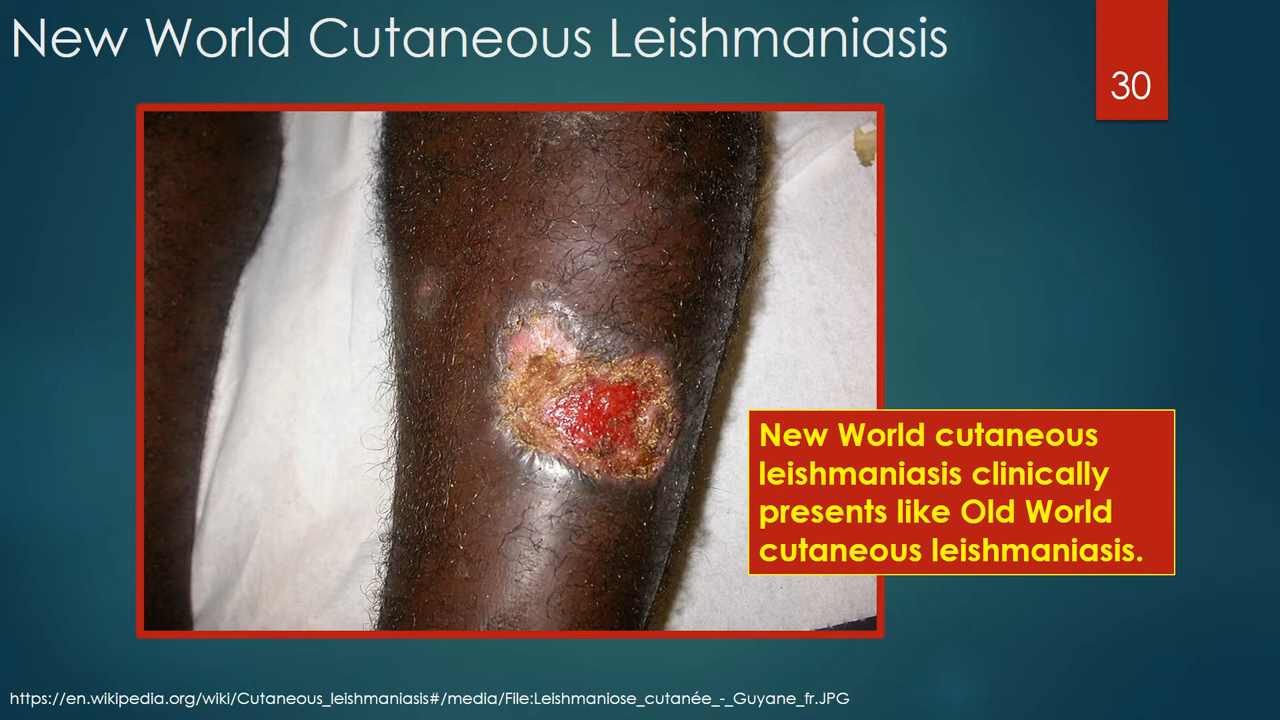 New World Cutaneous Leishmaniasis
30
New World cutaneous
leishmaniasis clinically
presents like Old World
cutaneous leishmaniasis.
https://en.wikipedia.org/wiki/Cutaneous_leishmaniasis#/media/File:Leishmaniose_cutanée_-_Guyane_fr.JPG